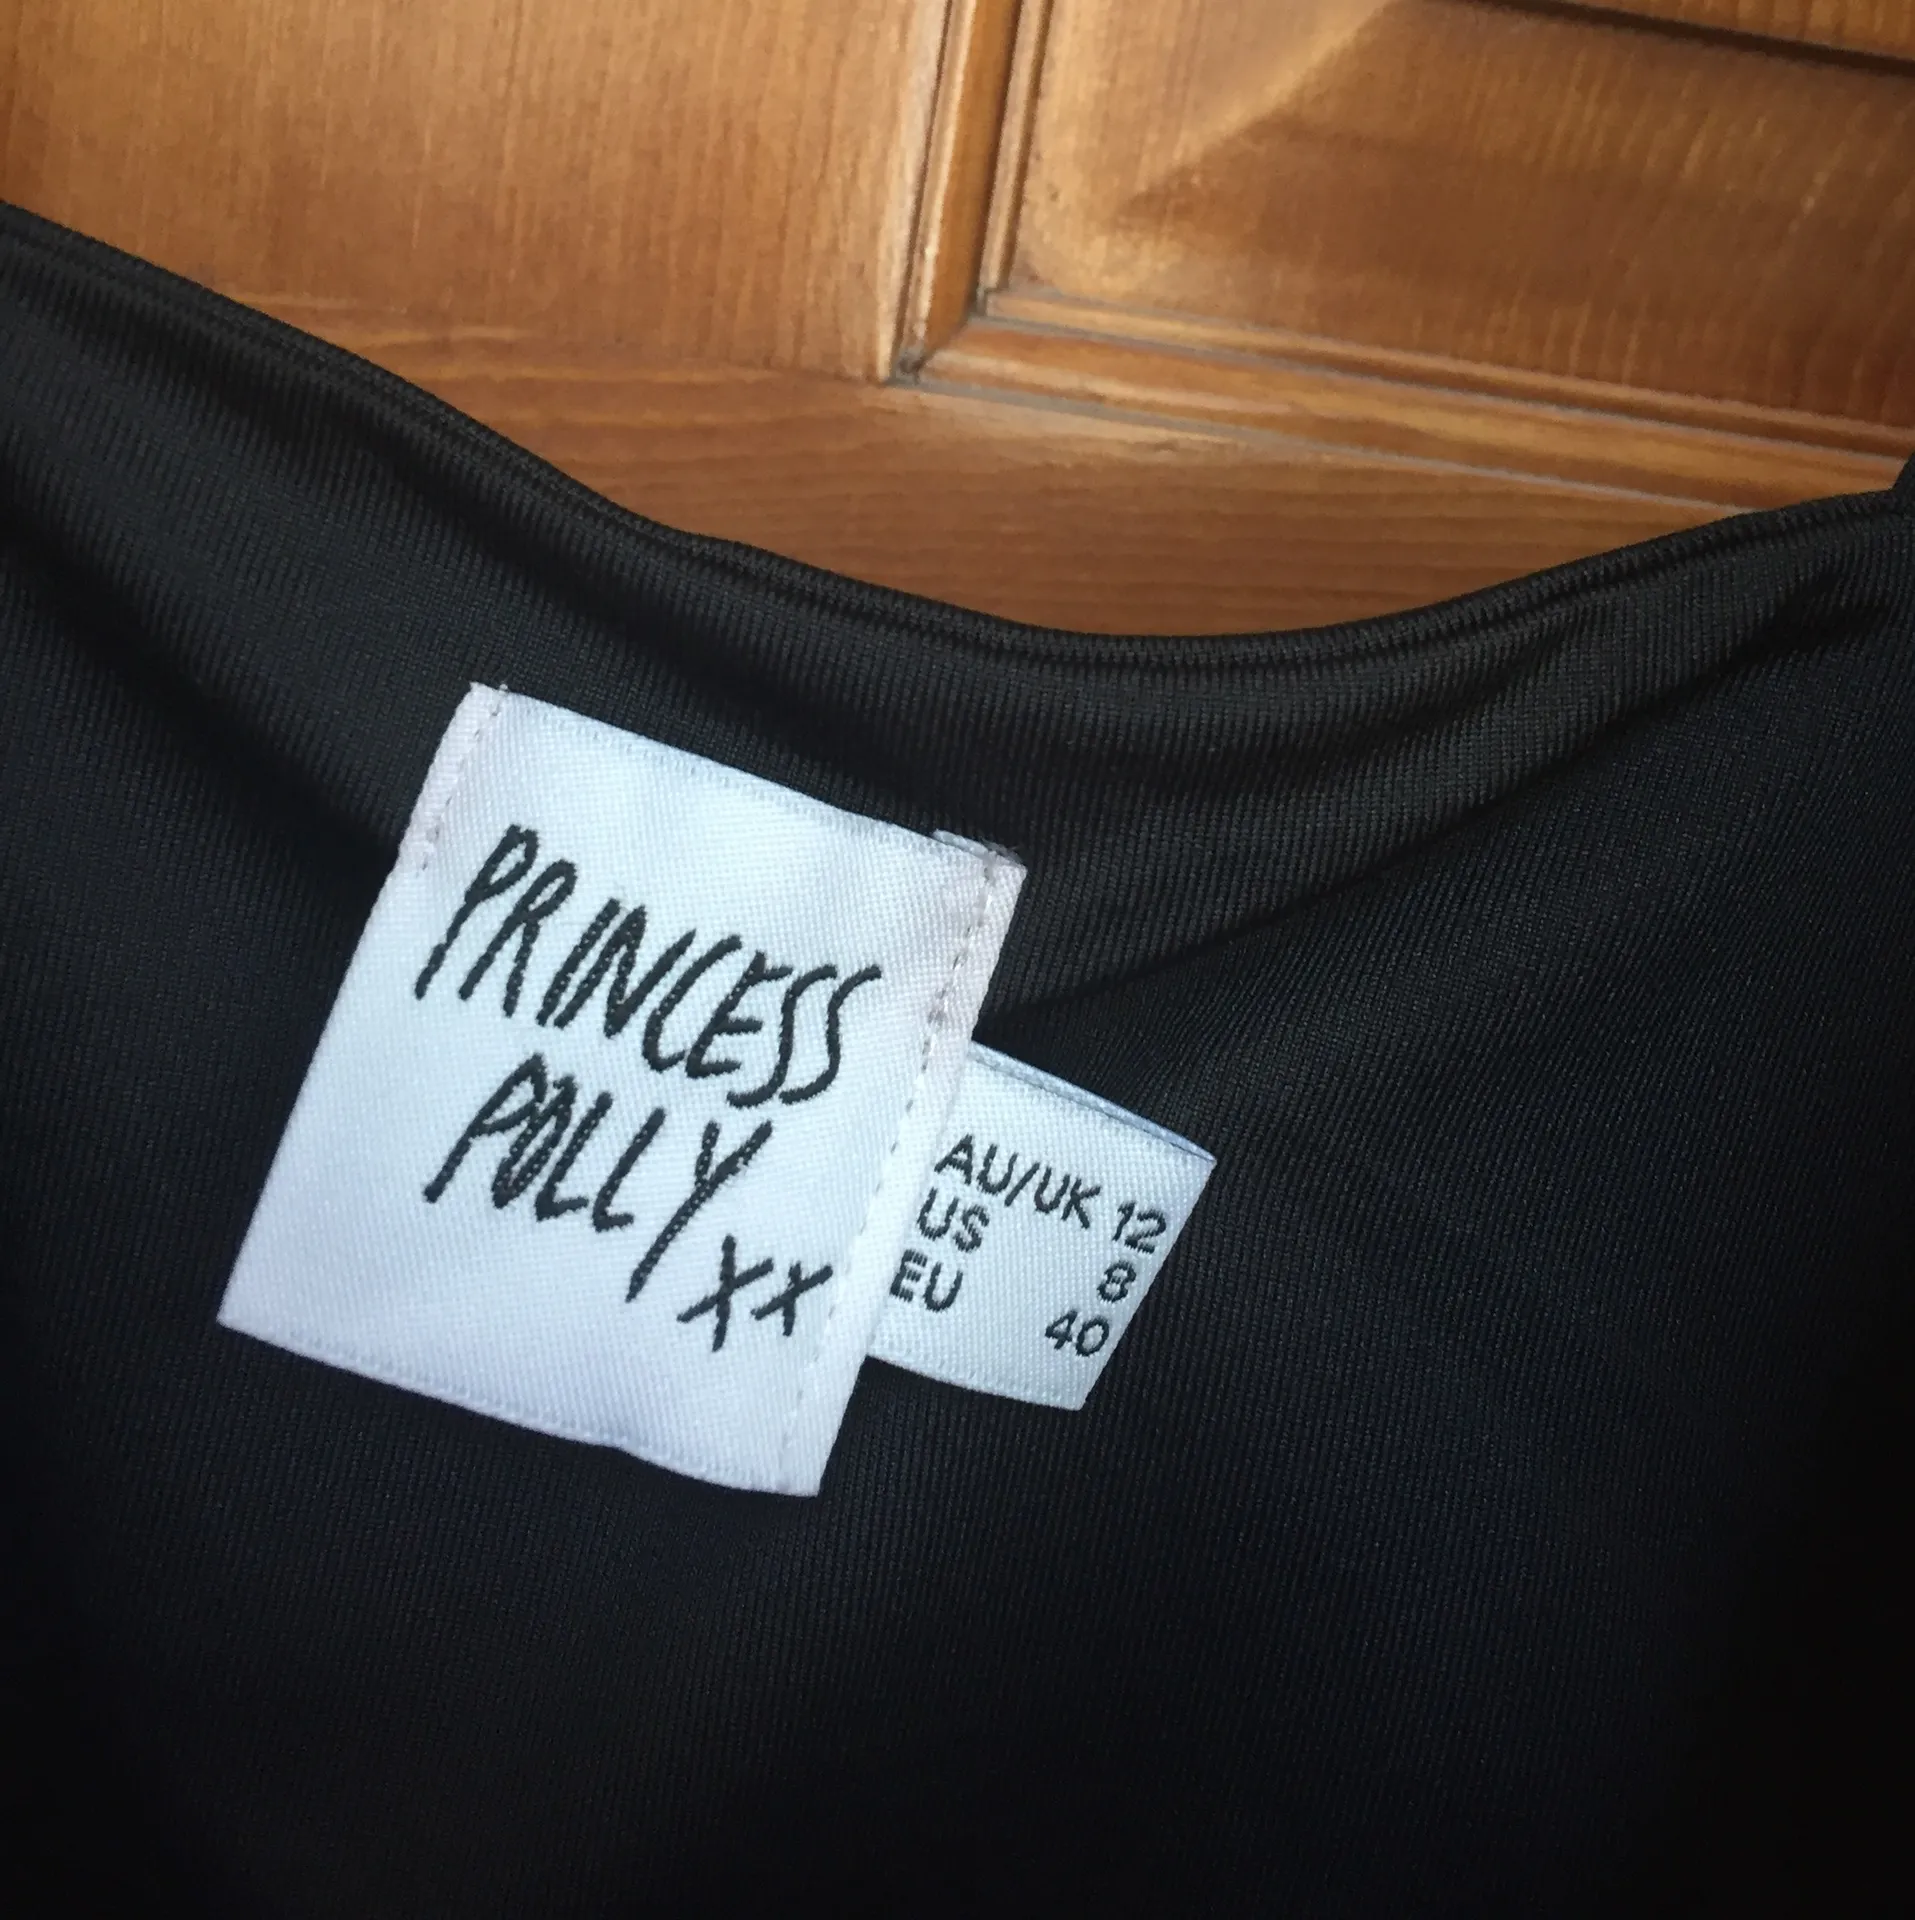 PRINCESS
POLLY
xx
AU/UK 12
US 8
EU 40